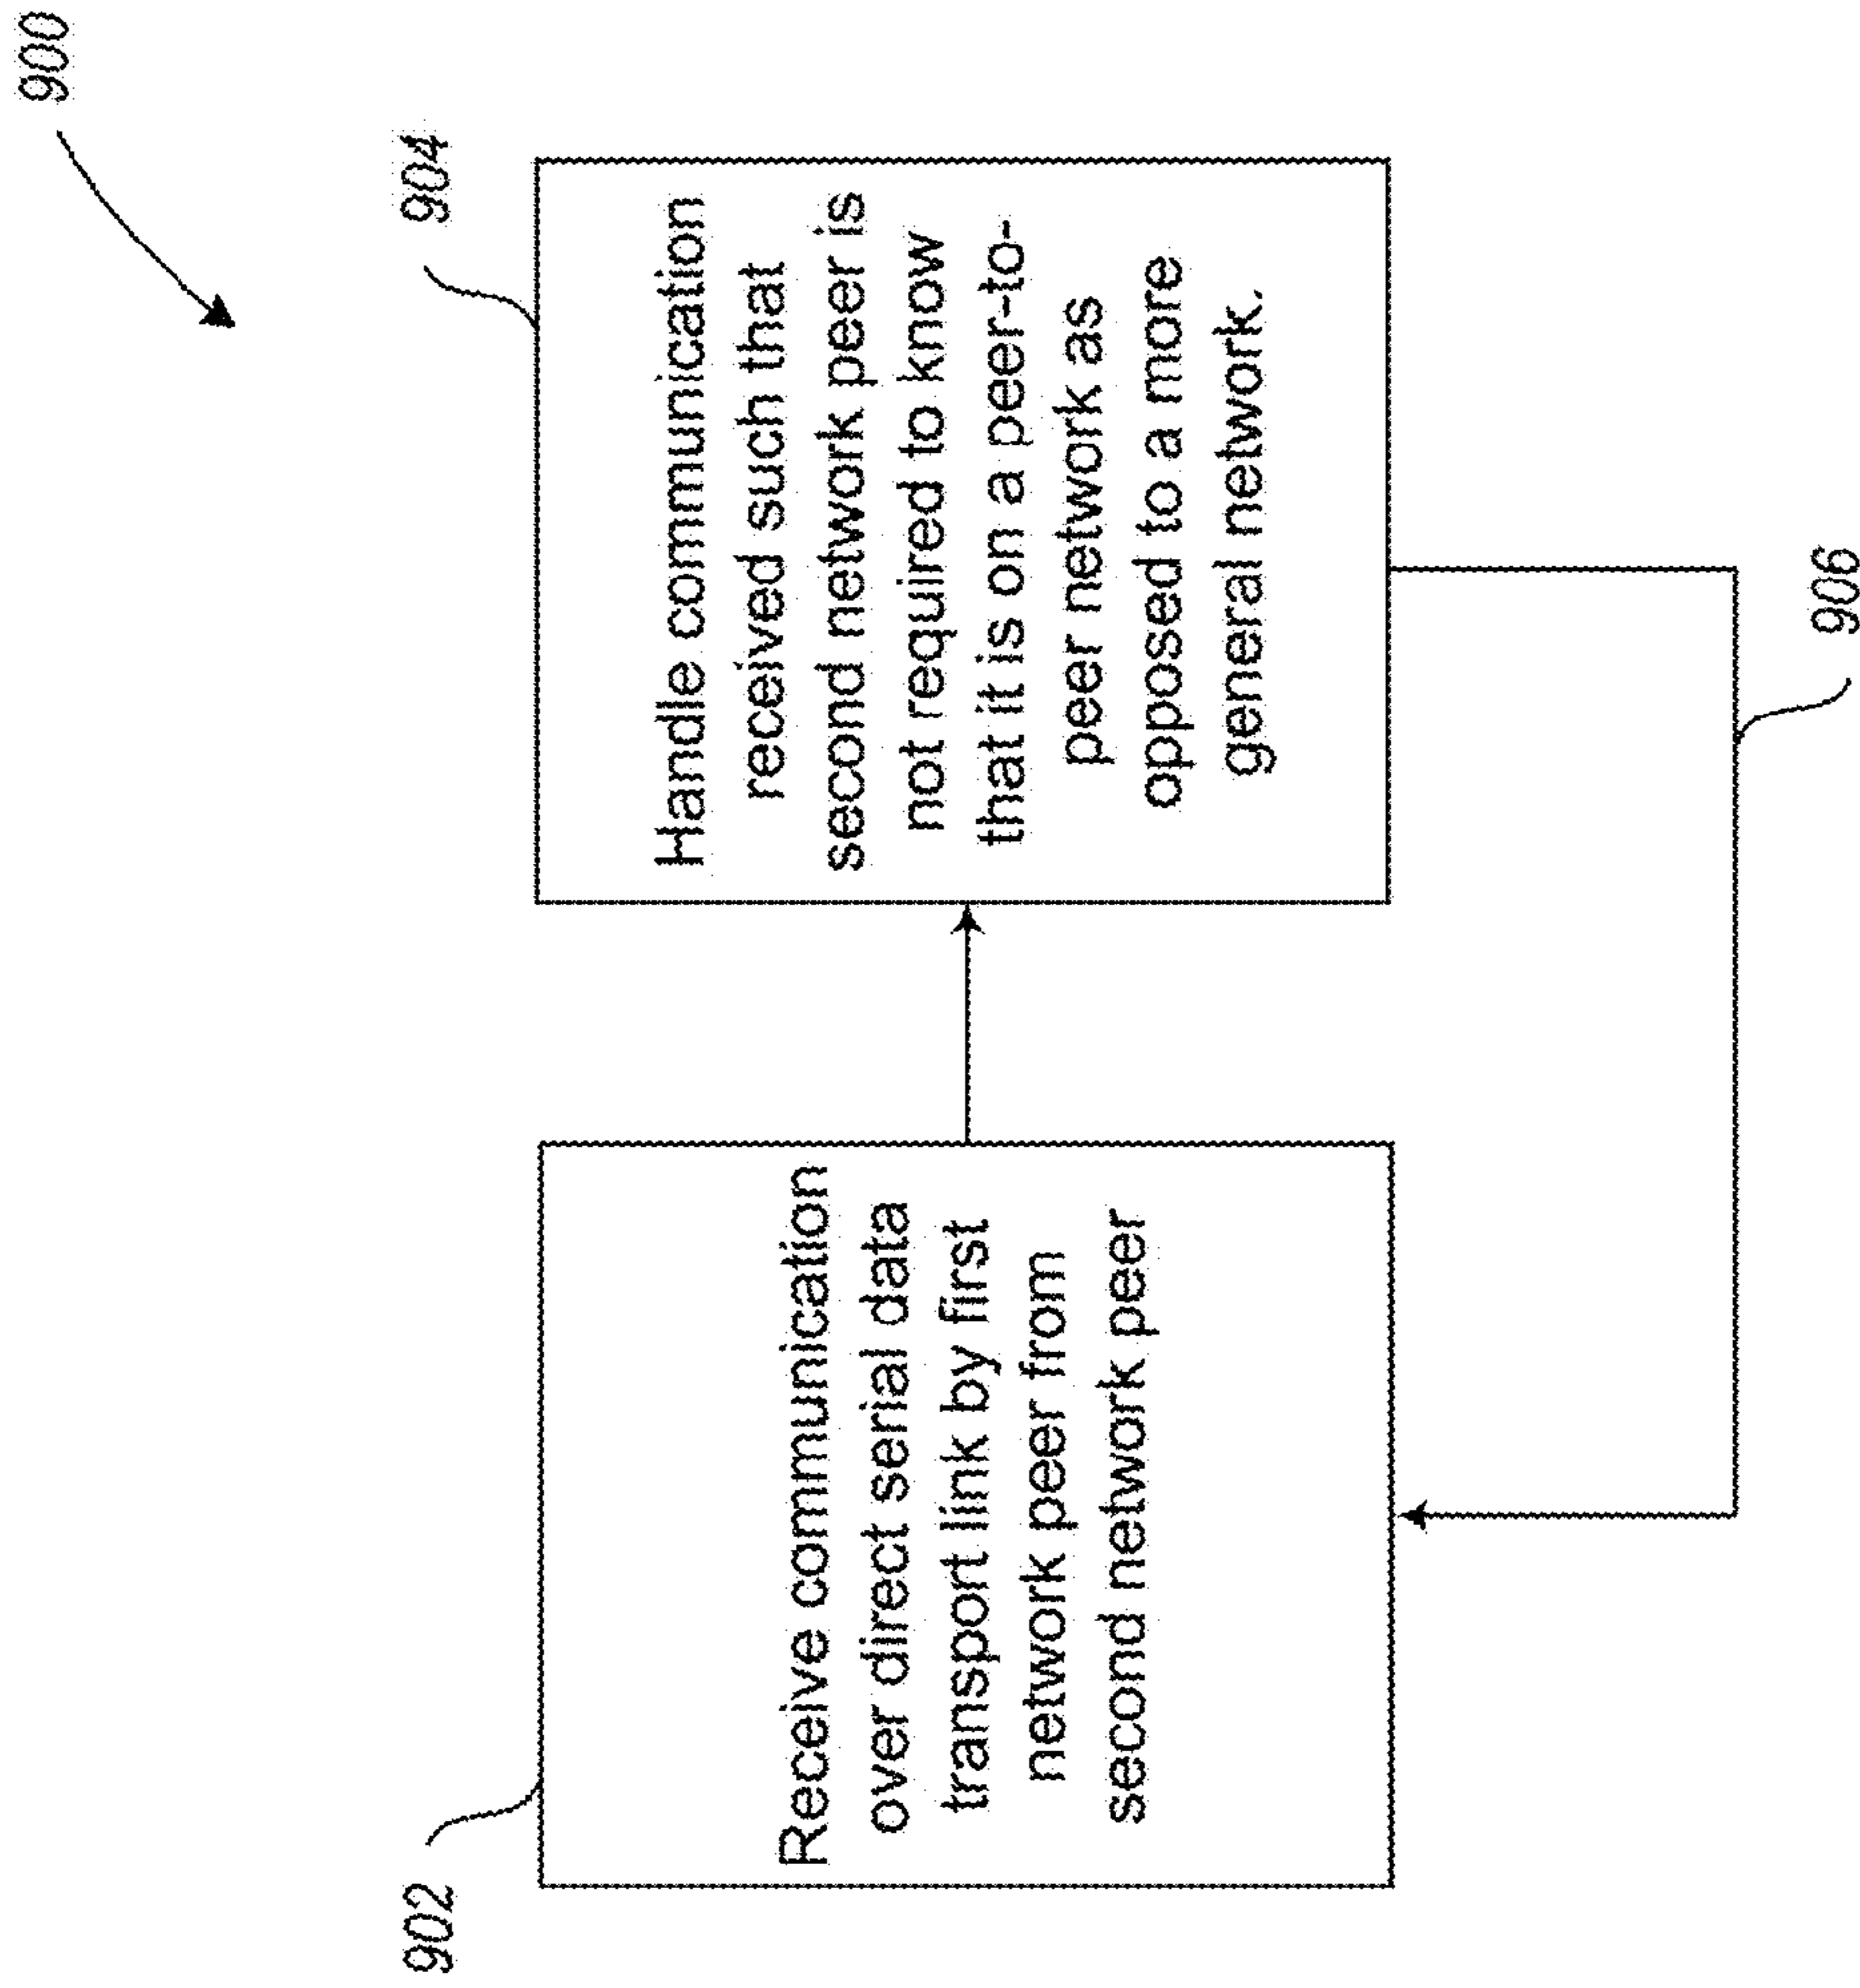 900
902
Receive communication
over direct serial data
transport link by first
network peer from
second network peer
904
Handle communication
received such that
second network peer is
not required to know
that it is on a peer-to-
peer network as
opposed to a more
general network.
906